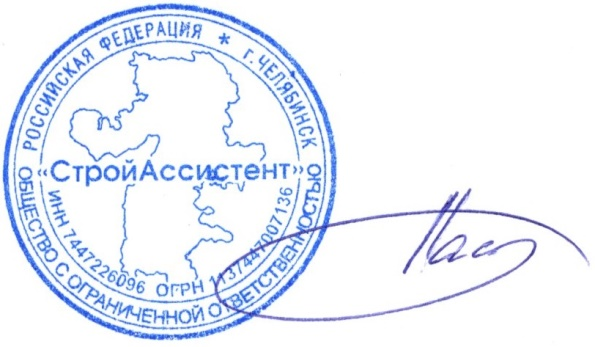 РОССИЙСКАЯ ФЕДЕРАЦИЯ * г. ЧЕЛЯБИНСК
«СтройАссистент»
ИНН 7447226096 ОГРН 1137447007136
ОБЩЕСТВО С ОГРАНИЧЕННОЙ ОТВЕТСТВЕННОСТЬЮ